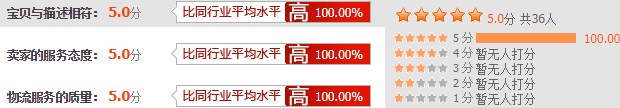 宝贝与描述相符： 5.0分 比同行业平均水平 高 100.00%
卖家的服务态度： 5.0分 比同行业平均水平 高 100.00%
物流服务的质量： 5.0分 比同行业平均水平 高 100.00%
5.0分 共36人
5 分 100.00
4 分 暂无人打分
3 分 暂无人打分
2 分 暂无人打分
1 分 暂无人打分